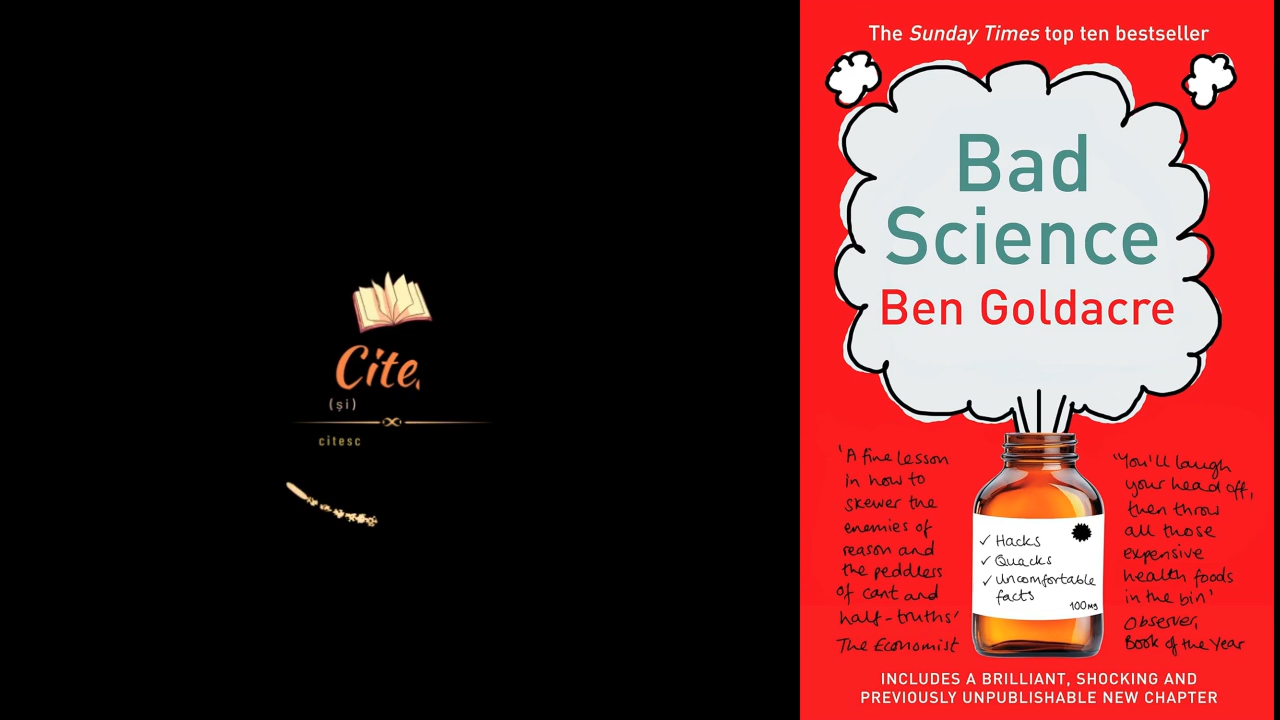 Cite
(și)
citesc
The Sunday Times top ten bestseller
Bad
Science
Ben Goldacre
'A fine lesson
in how to
skewer the
enemies of
reason and
the peddlers
of cant and
half-truths'
The Economist
✓ Hacks
✓ Quacks
✓ Uncomfortable
facts
100mg
'You'll laugh
your head off,
then throw
all those
expensive
health foods
in the bin'
Observer,
Book of the Year
INCLUDES A BRILLIANT, SHOCKING AND
PREVIOUSLY UNPUBLISHABLE NEW CHAPTER